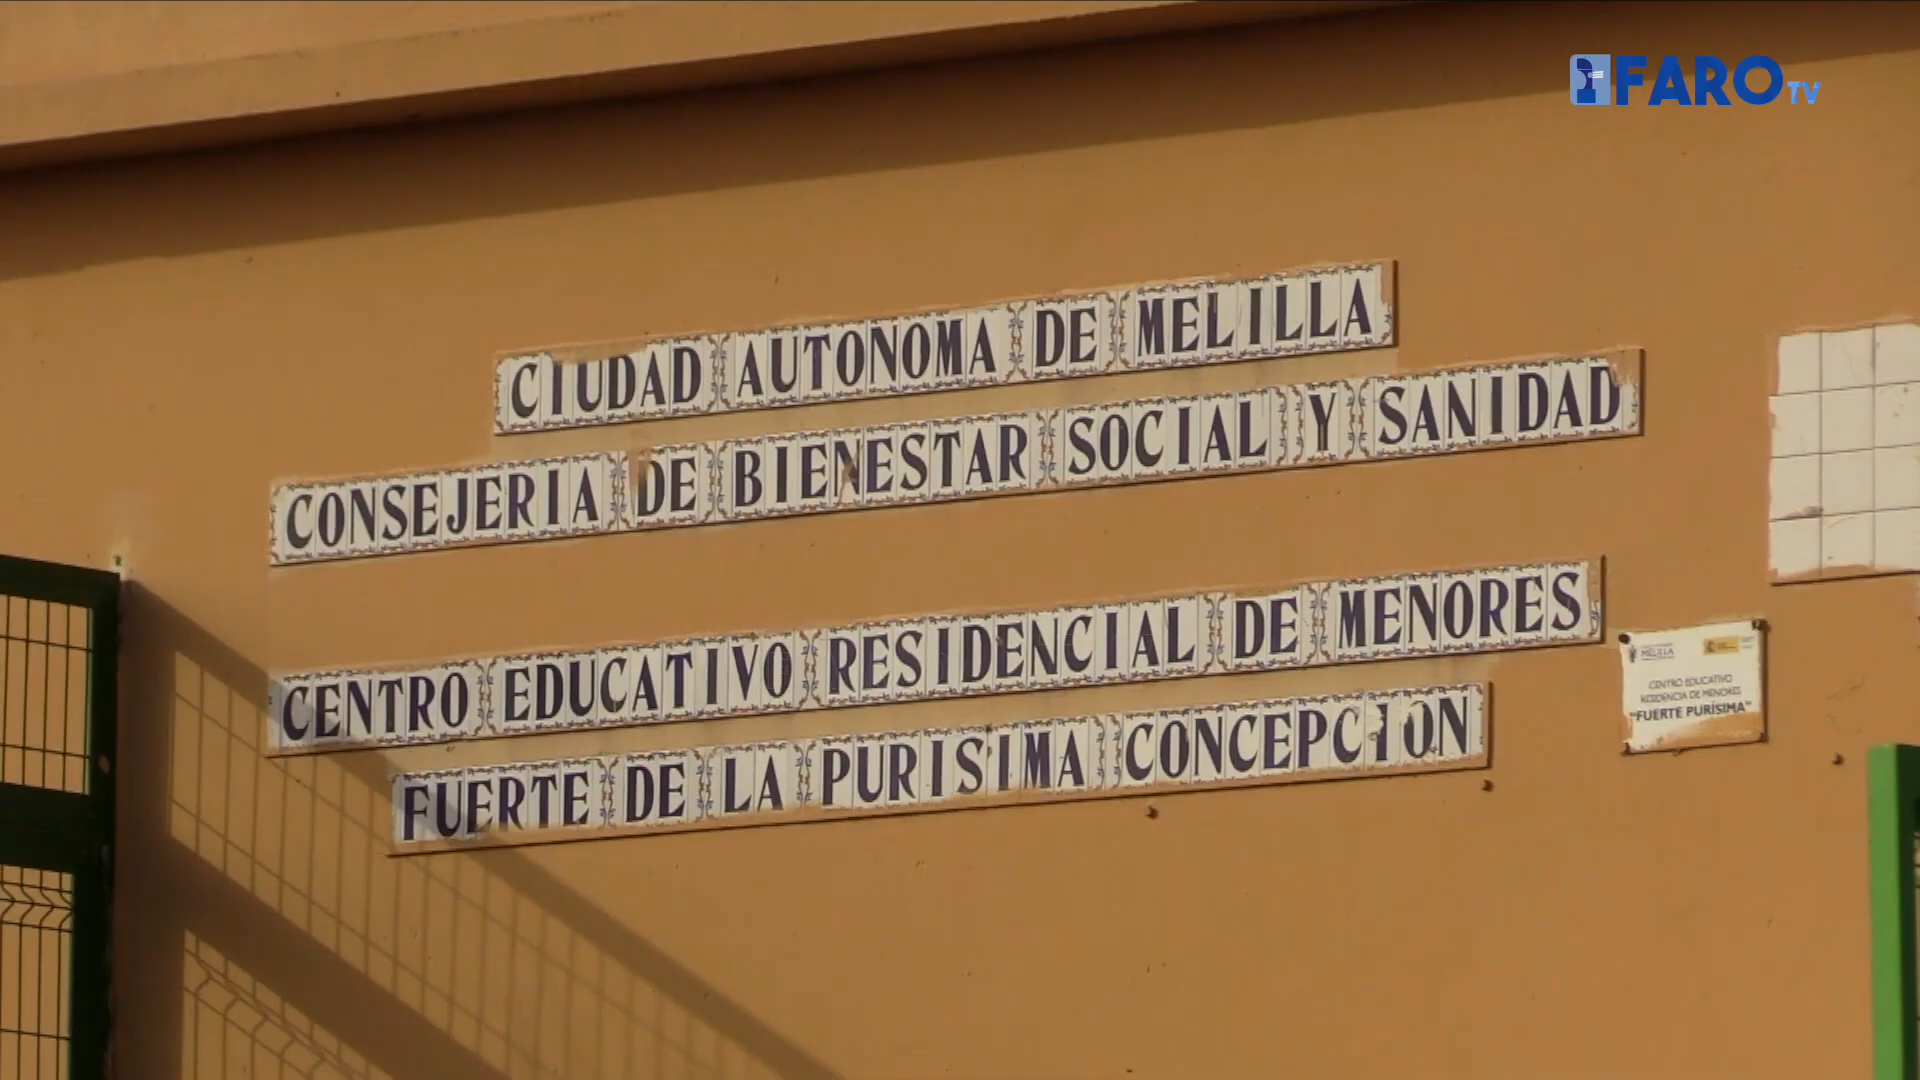 FARO TV
CIUDAD AUTONOMA DE MELILLA
CONSEJERIA DE BIENESTAR SOCIAL Y SANIDAD
CENTRO EDUCATIVO RESIDENCIAL DE MENORES
FUERTE DE LA PURISIMA CONCEPCION
MELILLA
CENTRO EDUCATIVO
RESIDENCIA DE MENORES
"FUERTE PURÍSIMA"